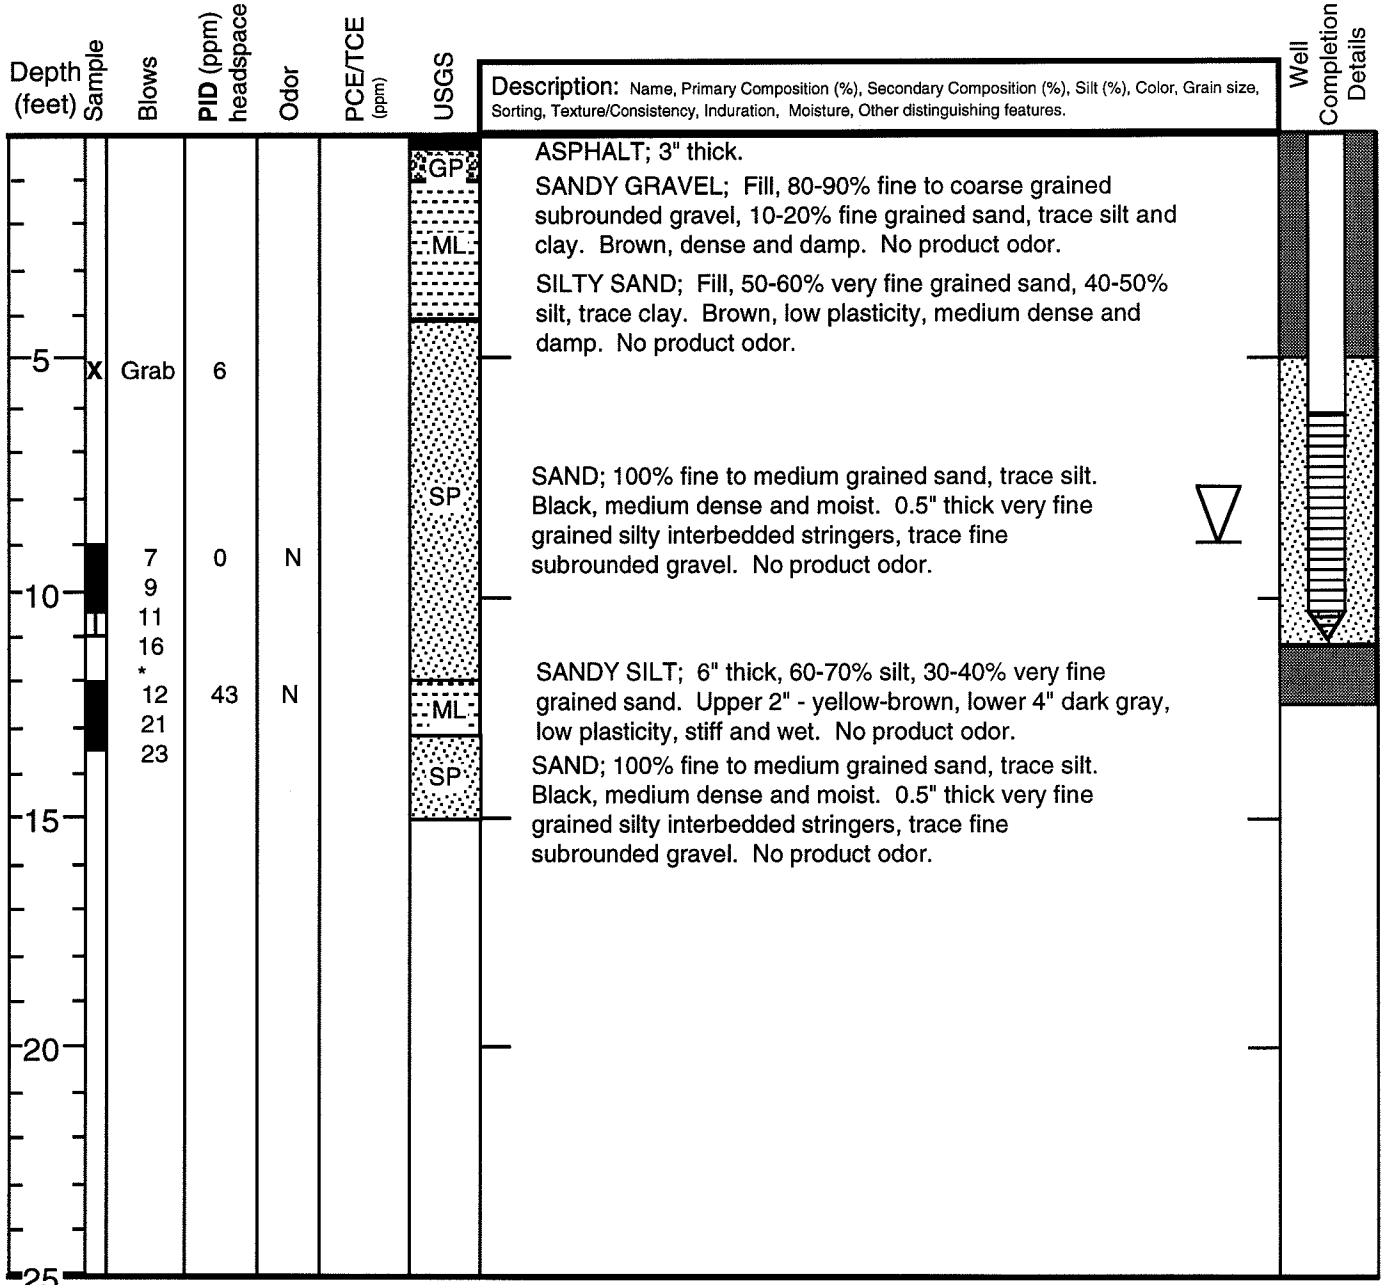 Depth
(feet)
Sample
Blows
PID (ppm)
headspace
Odor
PCE/TCE
(ppm)
USGS
Description: Name, Primary Composition (%), Secondary Composition (%), Silt (%), Color, Grain size,
Sorting, Texture/Consistency, Induration, Moisture, Other distinguishing features.
Well
Completion
Details
ASPHALT; 3" thick.
GP
SANDY GRAVEL; Fill, 80-90% fine to coarse grained
subrounded gravel, 10-20% fine grained sand, trace silt and
clay. Brown, dense and damp. No product odor.
ML
SILTY SAND; Fill, 50-60% very fine grained sand, 40-50%
silt, trace clay. Brown, low plasticity, medium dense and
damp. No product odor.
5
X Grab 6
SP
SAND; 100% fine to medium grained sand, trace silt.
Black, medium dense and moist. 0.5" thick very fine
grained silty interbedded stringers, trace fine
subrounded gravel. No product odor.
7 0 N
9
10
11
16
*
12 43 N
21
23
ML
SANDY SILT; 6" thick, 60-70% silt, 30-40% very fine
grained sand. Upper 2" - yellow-brown, lower 4" dark gray,
low plasticity, stiff and wet. No product odor.
SP
SAND; 100% fine to medium grained sand, trace silt.
Black, medium dense and moist. 0.5" thick very fine
grained silty interbedded stringers, trace fine
subrounded gravel. No product odor.
15
20
25